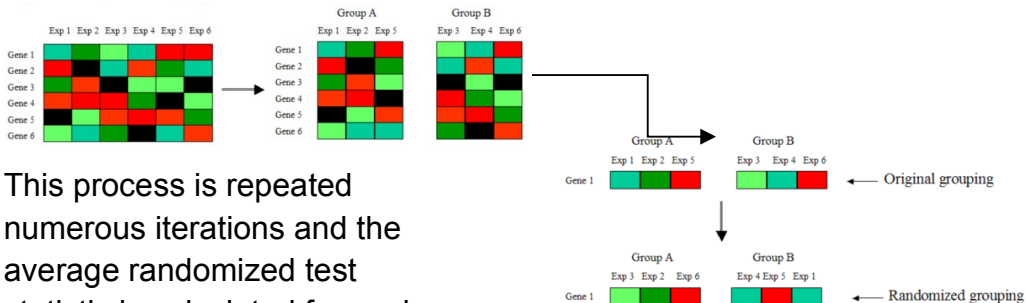 Group A Group B
Exp 1 Exp 2 Exp 3 Exp 4 Exp 5 Exp 6
Exp 1 Exp 2 Exp 5 Exp 3 Exp 4 Exp 6
Gene 1
Gene 2
Gene 3
Gene 4
Gene 5
Gene 6
Gene 1
Gene 2
Gene 3
Gene 4
Gene 5
Gene 6
Group A Group B
Exp 1 Exp 2 Exp 5 Exp 3 Exp 4 Exp 6
Gene 1 Original grouping
Group A Group B
Exp 3 Exp 2 Exp 6 Exp 4 Exp 5 Exp 1
Gene 1 Randomized grouping
This process is repeated
numerous iterations and the
average randomized test